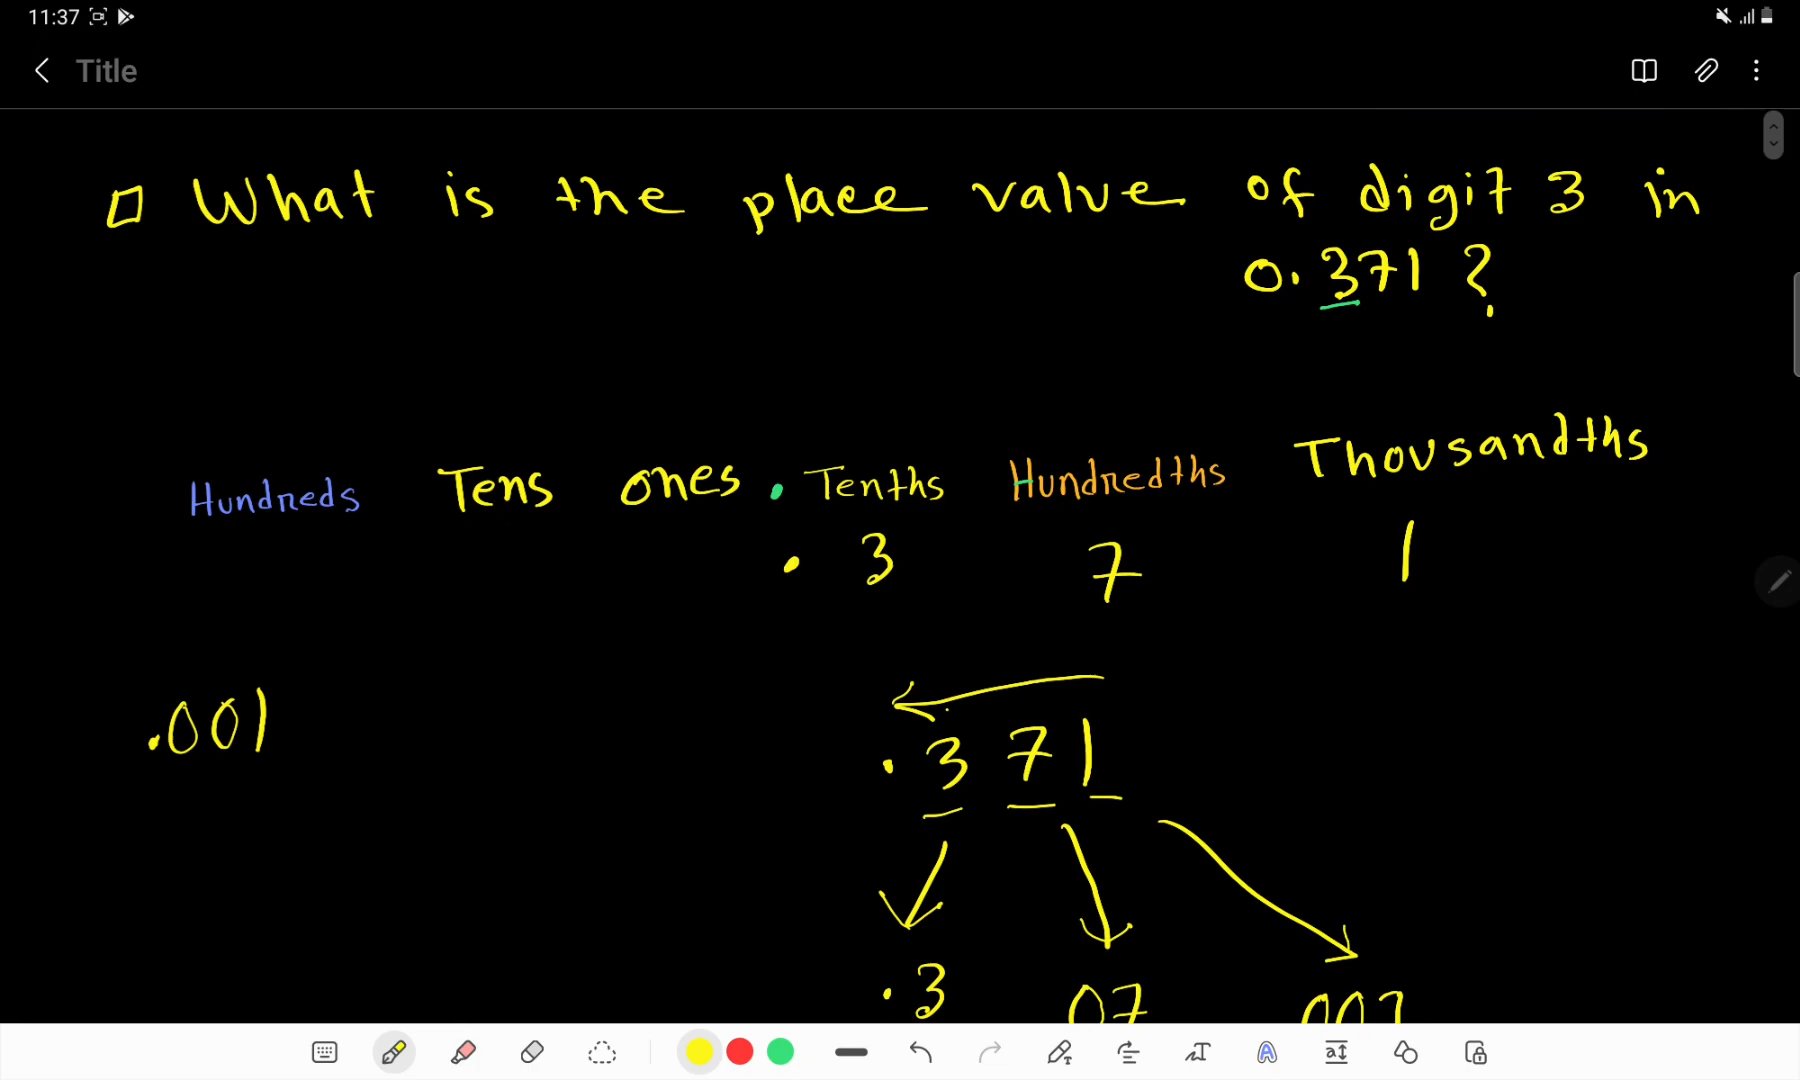 11:37
Title
□ What is the place value of digit 3 in
0.371 ?
Hundreds Tens ones . Tenths Hundredths Thousandths
. 3 7 1
.001
.3 7 1
.3 07